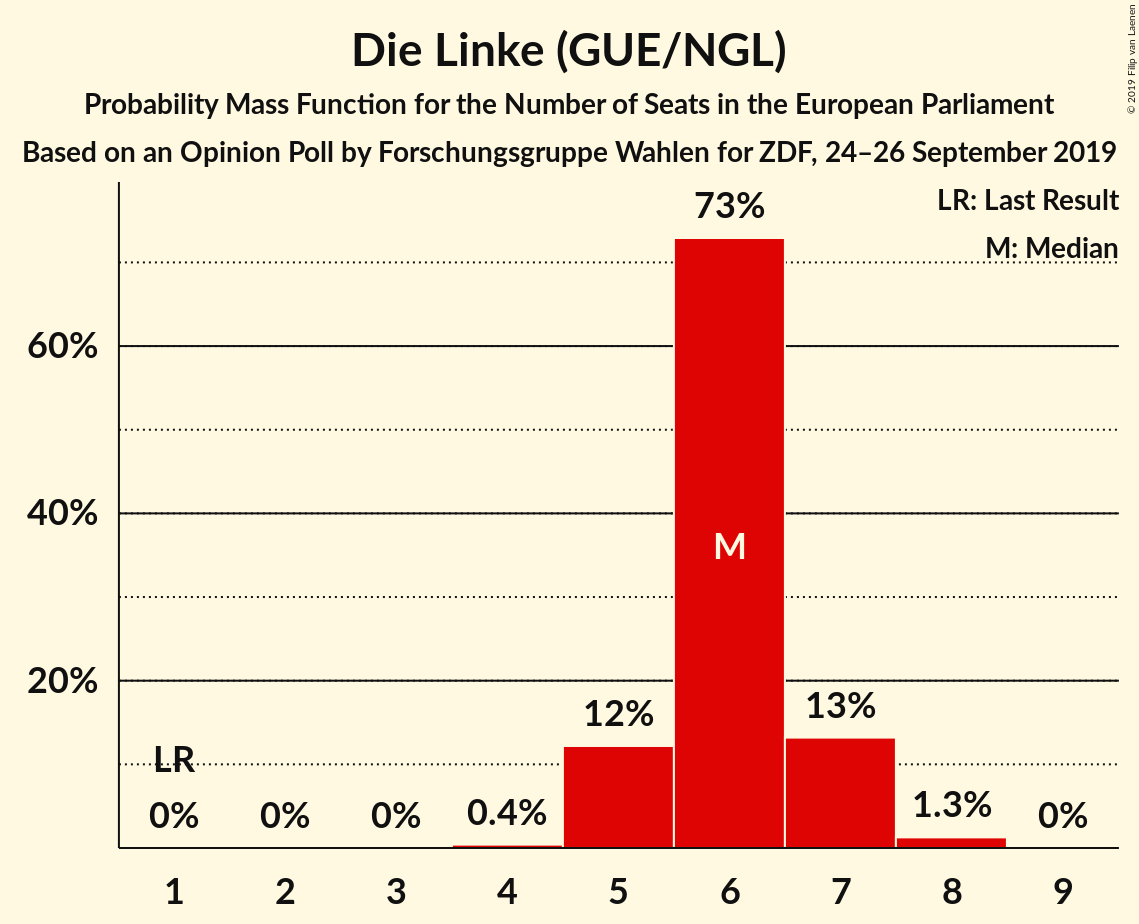 Die Linke (GUE/NGL)
Probability Mass Function for the Number of Seats in the European Parliament
Based on an Opinion Poll by Forschungsgruppe Wahlen for ZDF, 24–26 September 2019
© 2019 Filip van Laenen
LR: Last Result
M: Median
73%
60%
40%
M
20%
12%
13%
LR
0%
0%
0%
0.4%
1.3%
0%
1
2
3
4
5
6
7
8
9